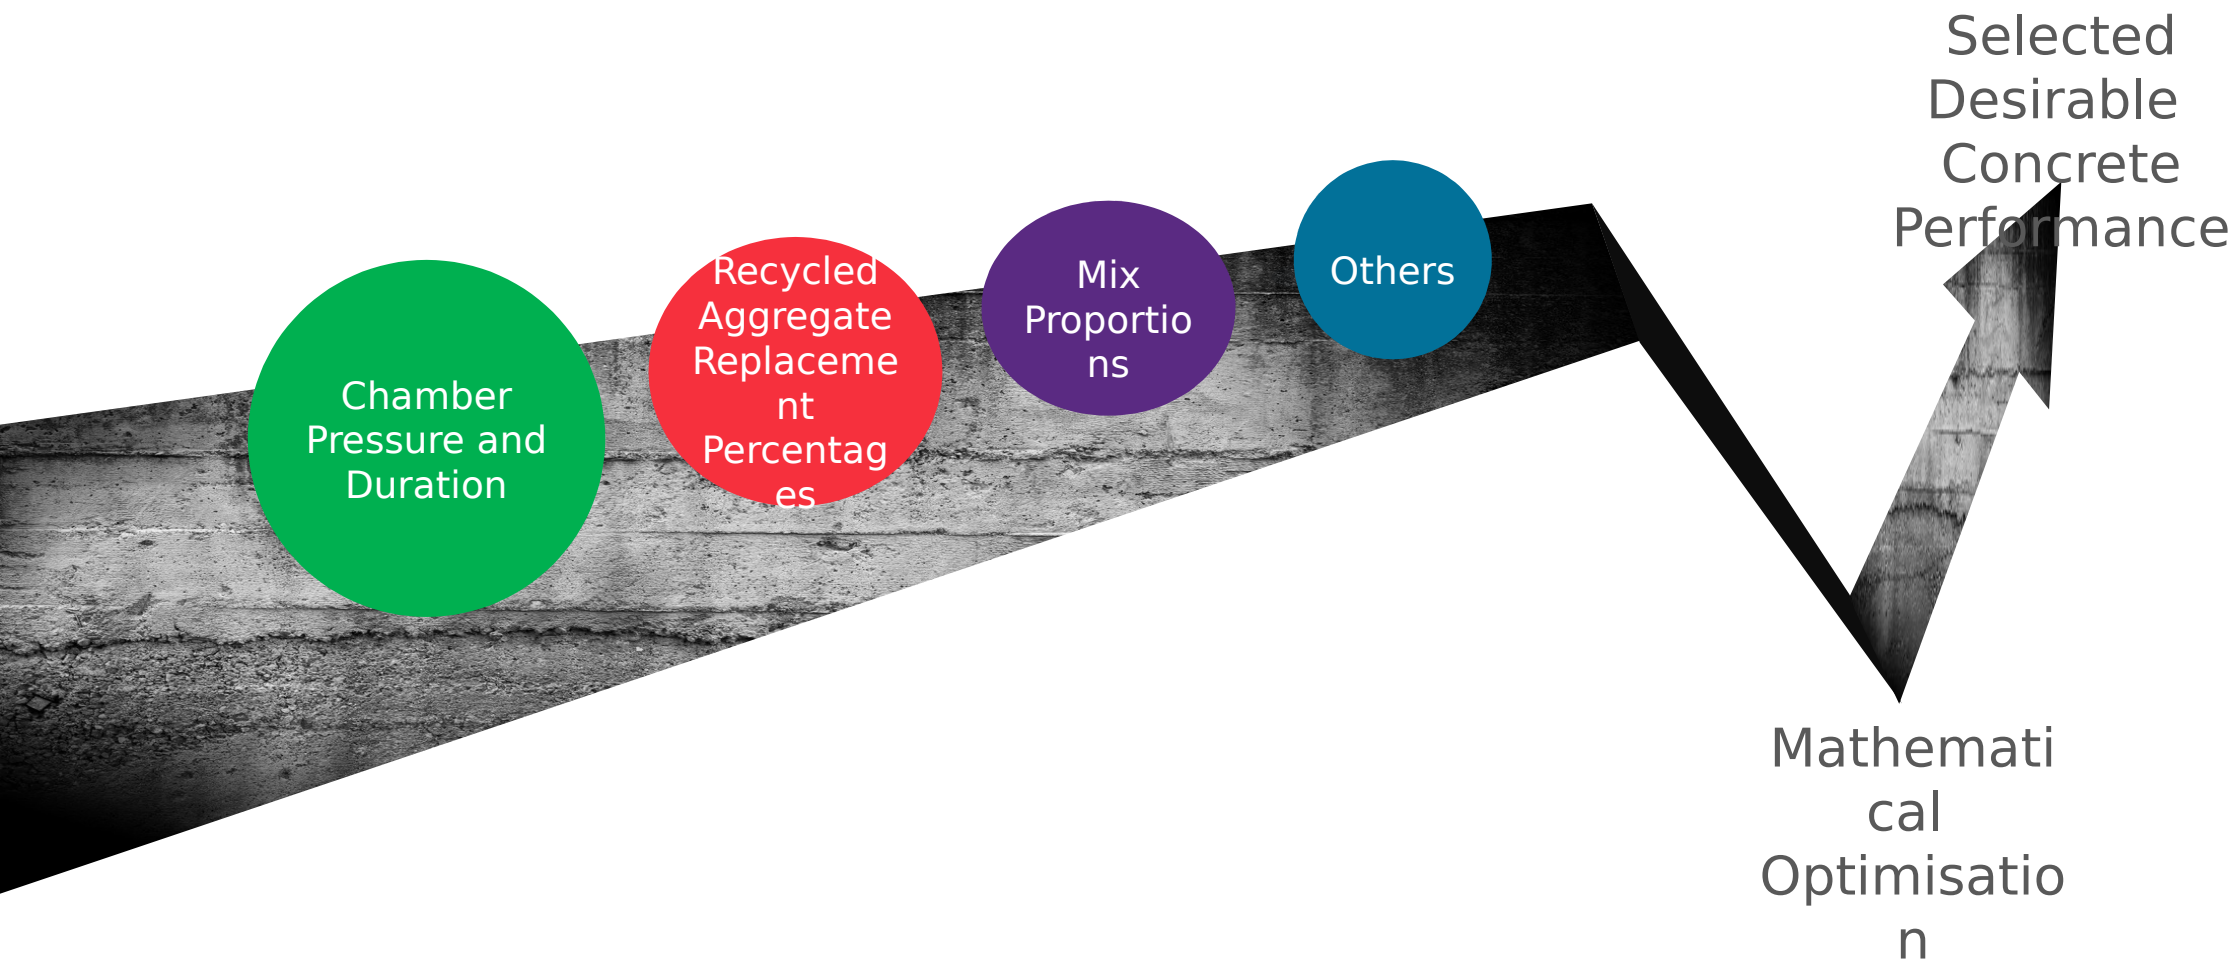 Chamber
Pressure and
Duration
Recycled
Aggregate
Replaceme
nt
Percentag
es
Mix
Proportio
ns
Others
Selected
Desirable
Concrete
Performance
Mathemati
cal
Optimisatio
n